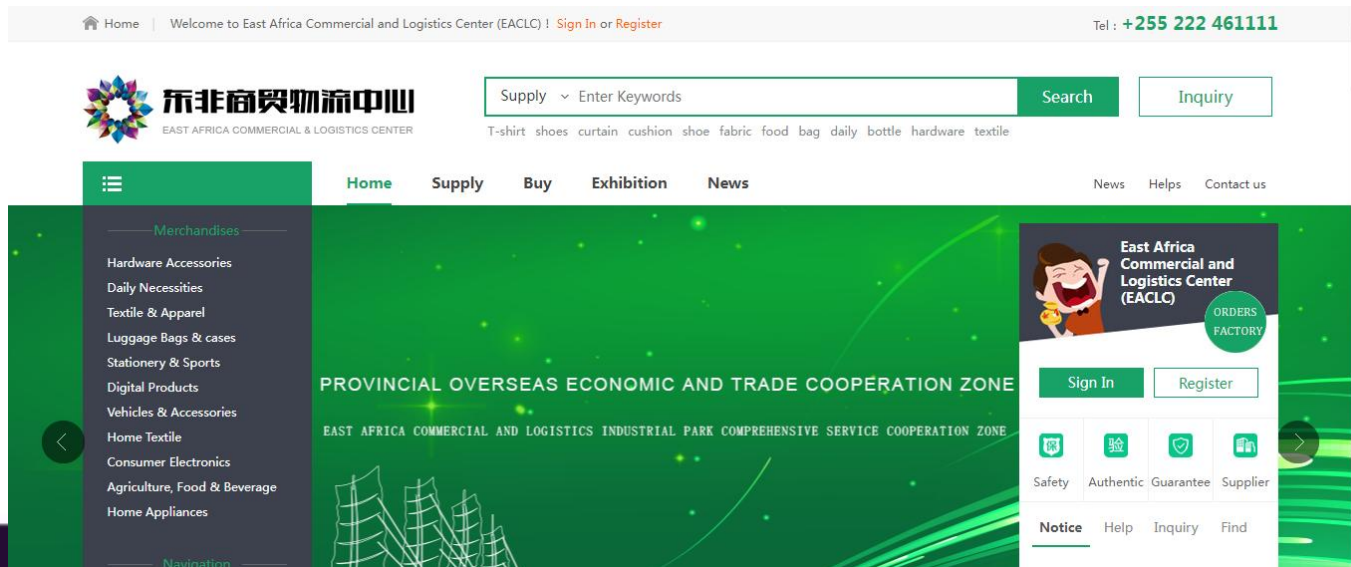 Home | Welcome to East Africa Commercial and Logistics Center (EACLC) ! Sign In or Register
Tel : +255 222 461111
东非商贸物流中心
EAST AFRICA COMMERCIAL & LOGISTICS CENTER
Supply Enter Keywords
Search
Inquiry
T-shirt shoes curtain cushion shoe fabric food bag daily bottle hardware textile
Home Supply Buy Exhibition News
News Helps Contact us
Merchandises
Hardware Accessories
Daily Necessities
Textile & Apparel
Luggage Bags & cases
Stationery & Sports
Digital Products
Vehicles & Accessories
Home Textile
Consumer Electronics
Agriculture, Food & Beverage
Home Appliances
Navigation
PROVINCIAL OVERSEAS ECONOMIC AND TRADE COOPERATION ZONE
EAST AFRICA COMMERCIAL AND LOGISTICS INDUSTRIAL PARK COMPREHENSIVE SERVICE COOPERATION ZONE
East Africa
Commercial and
Logistics Center
(EACLC)
ORDERS
FACTORY
Sign In
Register
保 验
Safety Authentic Guarantee Supplier
Notice Help Inquiry Find